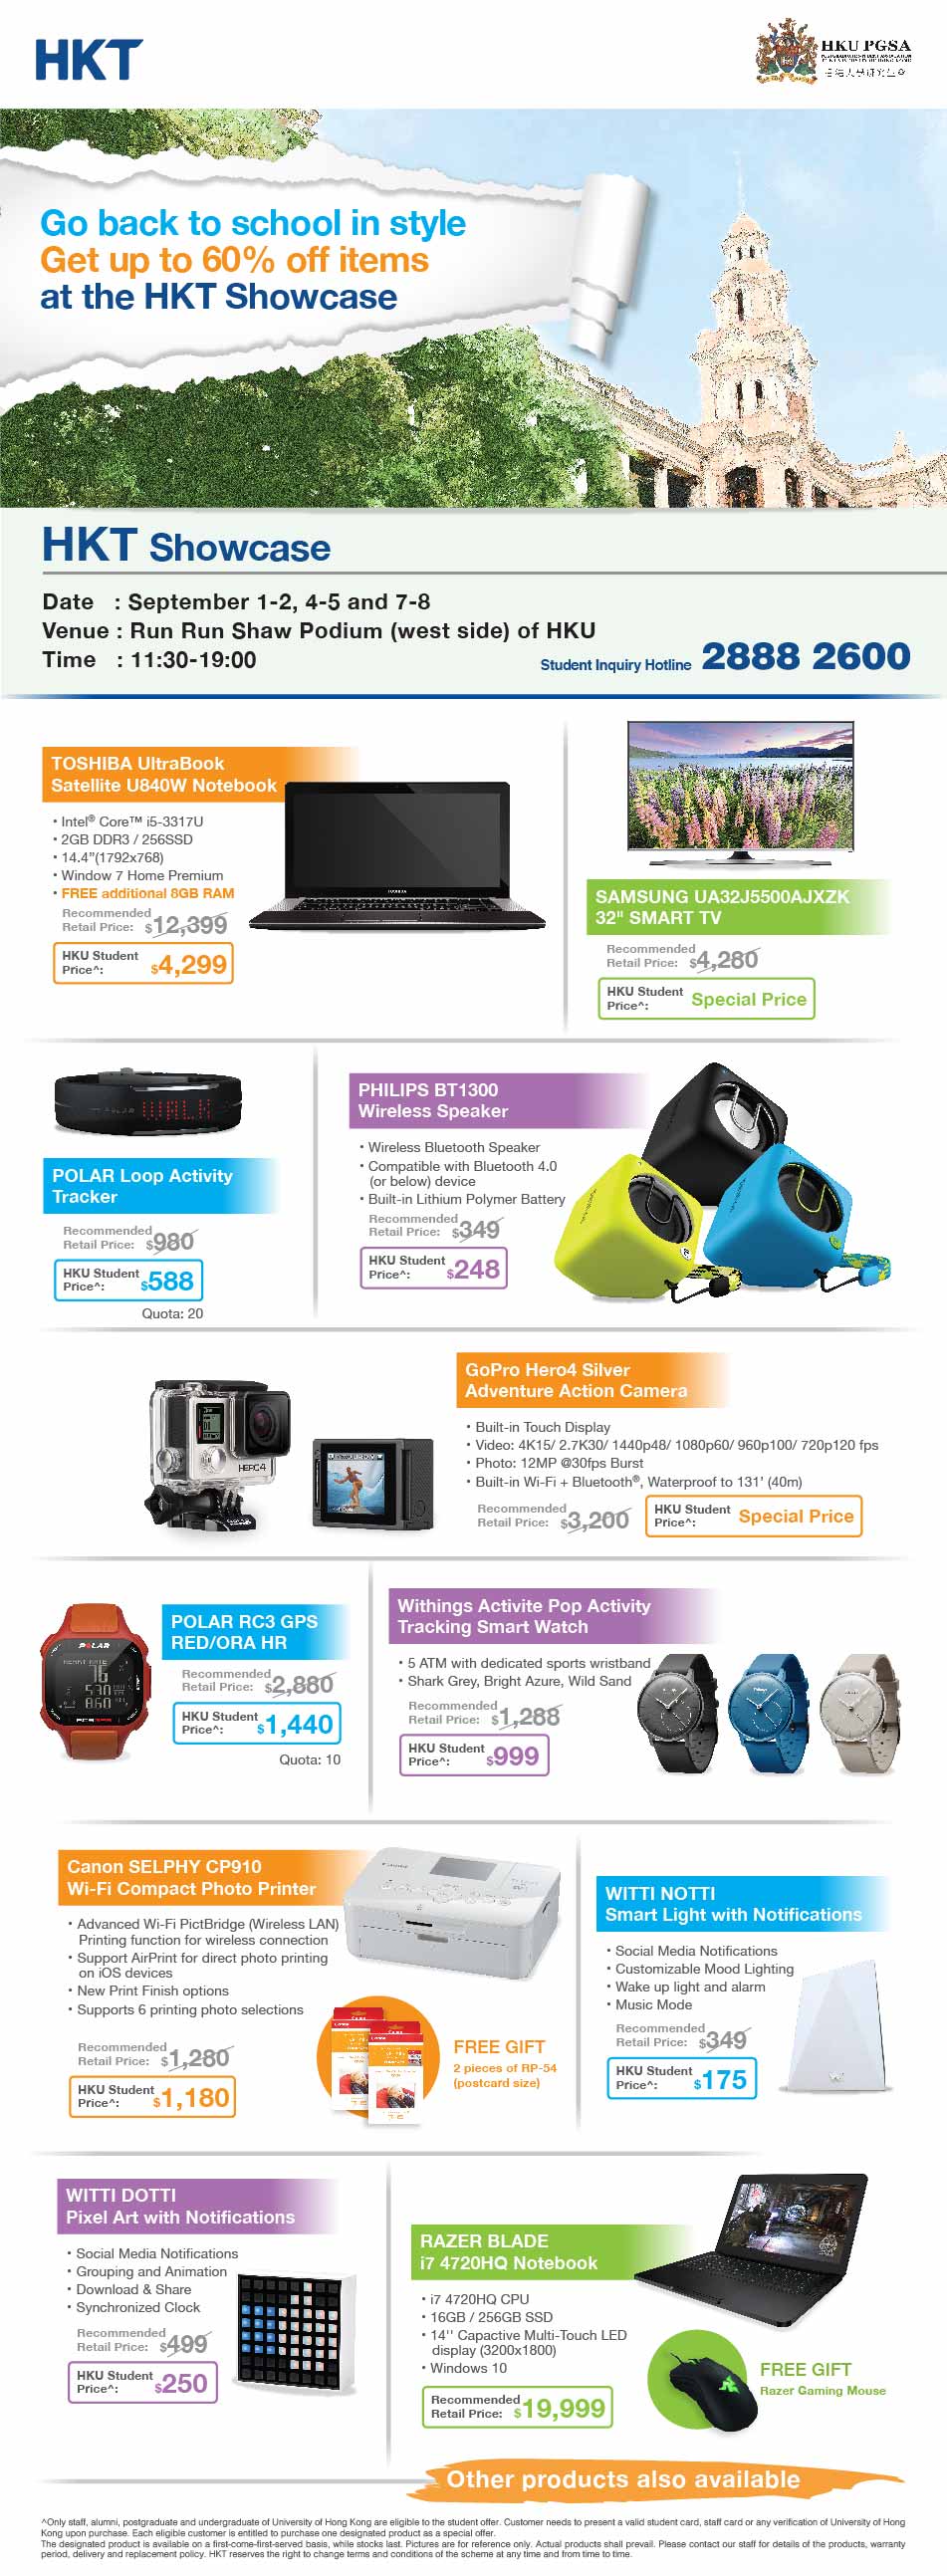 HKT
HKU PGSA
Go back to school in style
Get up to 60% off items
at the HKT Showcase
HKT Showcase
Date : September 1-2, 4-5 and 7-8
Venue : Run Run Shaw Podium (west side) of HKU
Time : 11:30-19:00
Student Inquiry Hotline 2888 2600
TOSHIBA UltraBook
Satellite U840W Notebook
• Intel® Core™ i5-3317U
• 2GB DDR3 / 256SSD
• 14.4”(1792x768)
• Window 7 Home Premium
• FREE additional 8GB RAM
Recommended
Retail Price: $12,399
HKU Student
Price^: $4,299
TOSHIBA
SAMSUNG UA32J5500AJXZK
32" SMART TV
Recommended
Retail Price: $4,280
HKU Student
Price^: Special Price
POLAR Loop Activity
Tracker
Recommended
Retail Price: $980
HKU Student
Price^: $588
Quota: 20
PHILIPS BT1300
Wireless Speaker
• Wireless Bluetooth Speaker
• Compatible with Bluetooth 4.0
(or below) device
• Built-in Lithium Polymer Battery
Recommended
Retail Price: $349
HKU Student
Price^: $248
HERO4
GoPro Hero4 Silver
Adventure Action Camera
• Built-in Touch Display
• Video: 4K15/ 2.7K30/ 1440p48/ 1080p60/ 960p100/ 720p120 fps
• Photo: 12MP @30fps Burst
• Built-in Wi-Fi + Bluetooth®, Waterproof to 131’ (40m)
Recommended
Retail Price: $3,200
HKU Student
Price^: Special Price
POLAR
POLAR RC3 GPS
RED/ORA HR
Recommended
Retail Price: $2,880
HKU Student
Price^: $1,440
Quota: 10
Withings Activite Pop Activity
Tracking Smart Watch
• 5 ATM with dedicated sports wristband
• Shark Grey, Bright Azure, Wild Sand
Recommended
Retail Price: $1,288
HKU Student
Price^: $999
Canon SELPHY CP910
Wi-Fi Compact Photo Printer
• Advanced Wi-Fi PictBridge (Wireless LAN)
Printing function for wireless connection
• Support AirPrint for direct photo printing
on iOS devices
• New Print Finish options
• Supports 6 printing photo selections
Recommended
Retail Price: $1,280
HKU Student
Price^: $1,180
FREE GIFT
2 pieces of RP-54
(postcard size)
WITTI NOTTI
Smart Light with Notifications
• Social Media Notifications
• Customizable Mood Lighting
• Wake up light and alarm
• Music Mode
Recommended
Retail Price: $349
HKU Student
Price^: $175
WITTI DOTTI
Pixel Art with Notifications
• Social Media Notifications
• Grouping and Animation
• Download & Share
• Synchronized Clock
Recommended
Retail Price: $499
HKU Student
Price^: $250
RAZER BLADE
i7 4720HQ Notebook
• i7 4720HQ CPU
• 16GB / 256GB SSD
• 14'' Capactive Multi-Touch LED
display (3200x1800)
• Windows 10
Recommended
Retail Price: $19,999
FREE GIFT
Razer Gaming Mouse
Other products also available
^Only staff, alumni, postgraduate and undergraduate of University of Hong Kong are eligible to the student offer. Customer needs to present a valid student card, staff card or any verification of University of Hong
Kong upon purchase. Each eligible customer is entitled to purchase one designated product as a special offer.
The designated product is available on a first-come-first-served basis, while stocks last. Pictures are for reference only. Actual products shall prevail. Please contact our staff for details of the products, warranty
period, delivery and replacement policy. HKT reserves the right to change terms and conditions of the scheme at any time and from time to time.